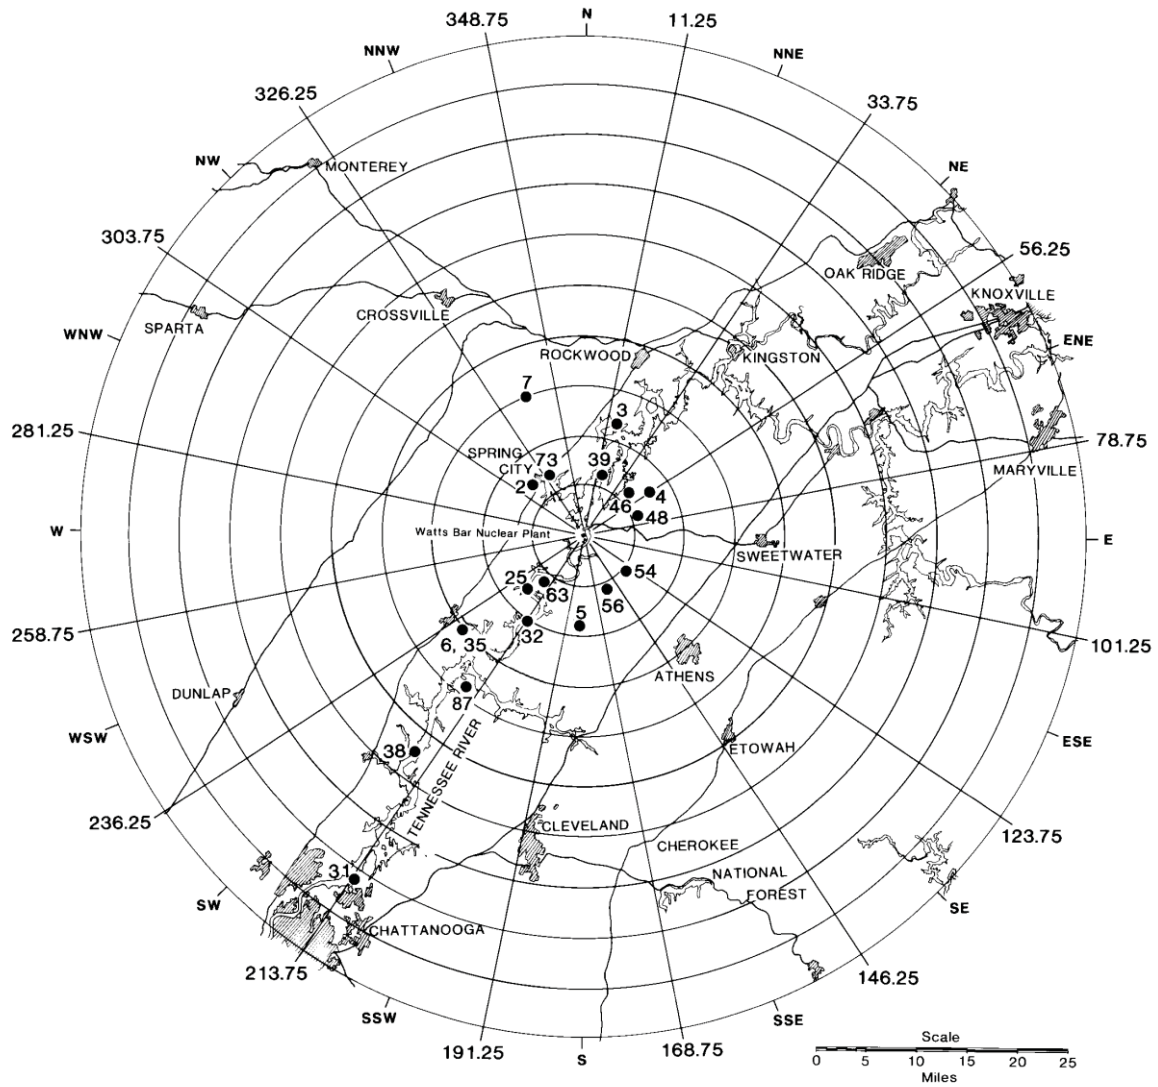 N
348.75
11.25
NNW
NNE
326.25
33.75
NW
MONTEREY
NE
303.75
56.25
OAK RIDGE
KNOXVILLE
SPARTA
CROSSVILLE
WNW
ENE
ROCKWOOD
KINGSTON
7
3
281.25
78.75
SPRING
CITY
73
39
MARYVILLE
2
46
4
48
W
Watts Bar Nuclear Plant
E
SWEETWATER
54
25
63
56
32
5
258.75
6, 35
101.25
ATHENS
DUNLAP
87
WSW
ESE
38
ETOWAH
TENNESSEE RIVER
236.25
123.75
CLEVELAND
CHEROKEE
31
NATIONAL
FOREST
SW
SE
CHATTANOOGA
213.75
146.25
SSW
SSE
191.25
S
168.75
Scale
0 5 10 15 20 25
Miles